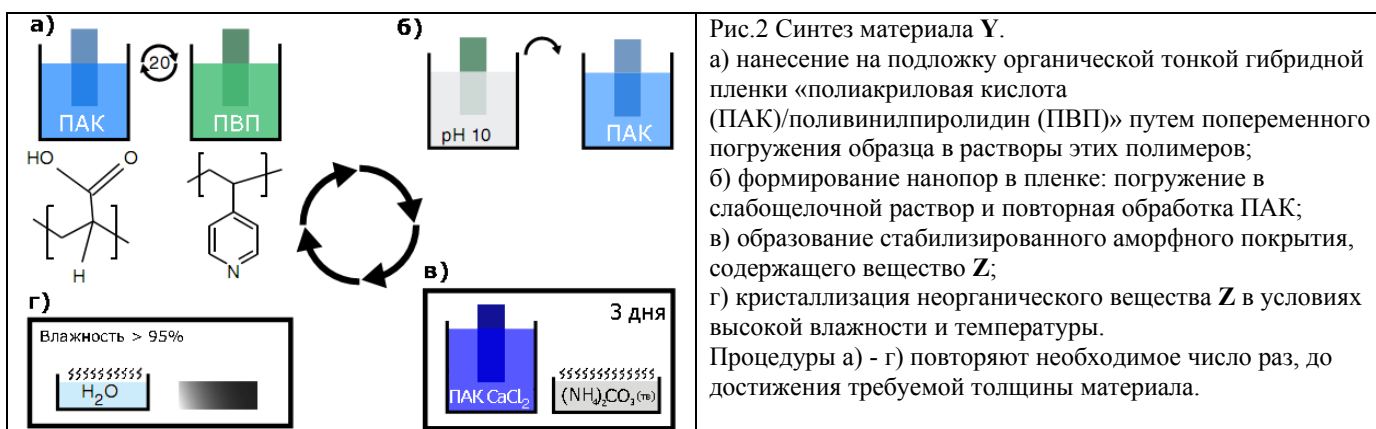 а)
20
ПАК
ПВП
HO
O
H
N
б)
pH 10
ПАК
в)
3 дня
ПАК CaCl₂
(NH₄)₂CO₃(тв)
г)
Влажность > 95%
H₂O
Рис.2 Синтез материала Y.
а) нанесение на подложку органической тонкой гибридной
пленки «полиакриловая кислота
(ПАК)/поливинилпиролидин (ПВП)» путем попеременного
погружения образца в растворы этих полимеров;
б) формирование нанопор в пленке: погружение в
слабощелочной раствор и повторная обработка ПАК;
в) образование стабилизированного аморфного покрытия,
содержащего вещество Z;
г) кристаллизация неорганического вещества Z в условиях
высокой влажности и температуры.
Процедуры а) - г) повторяют необходимое число раз, до
достижения требуемой толщины материала.